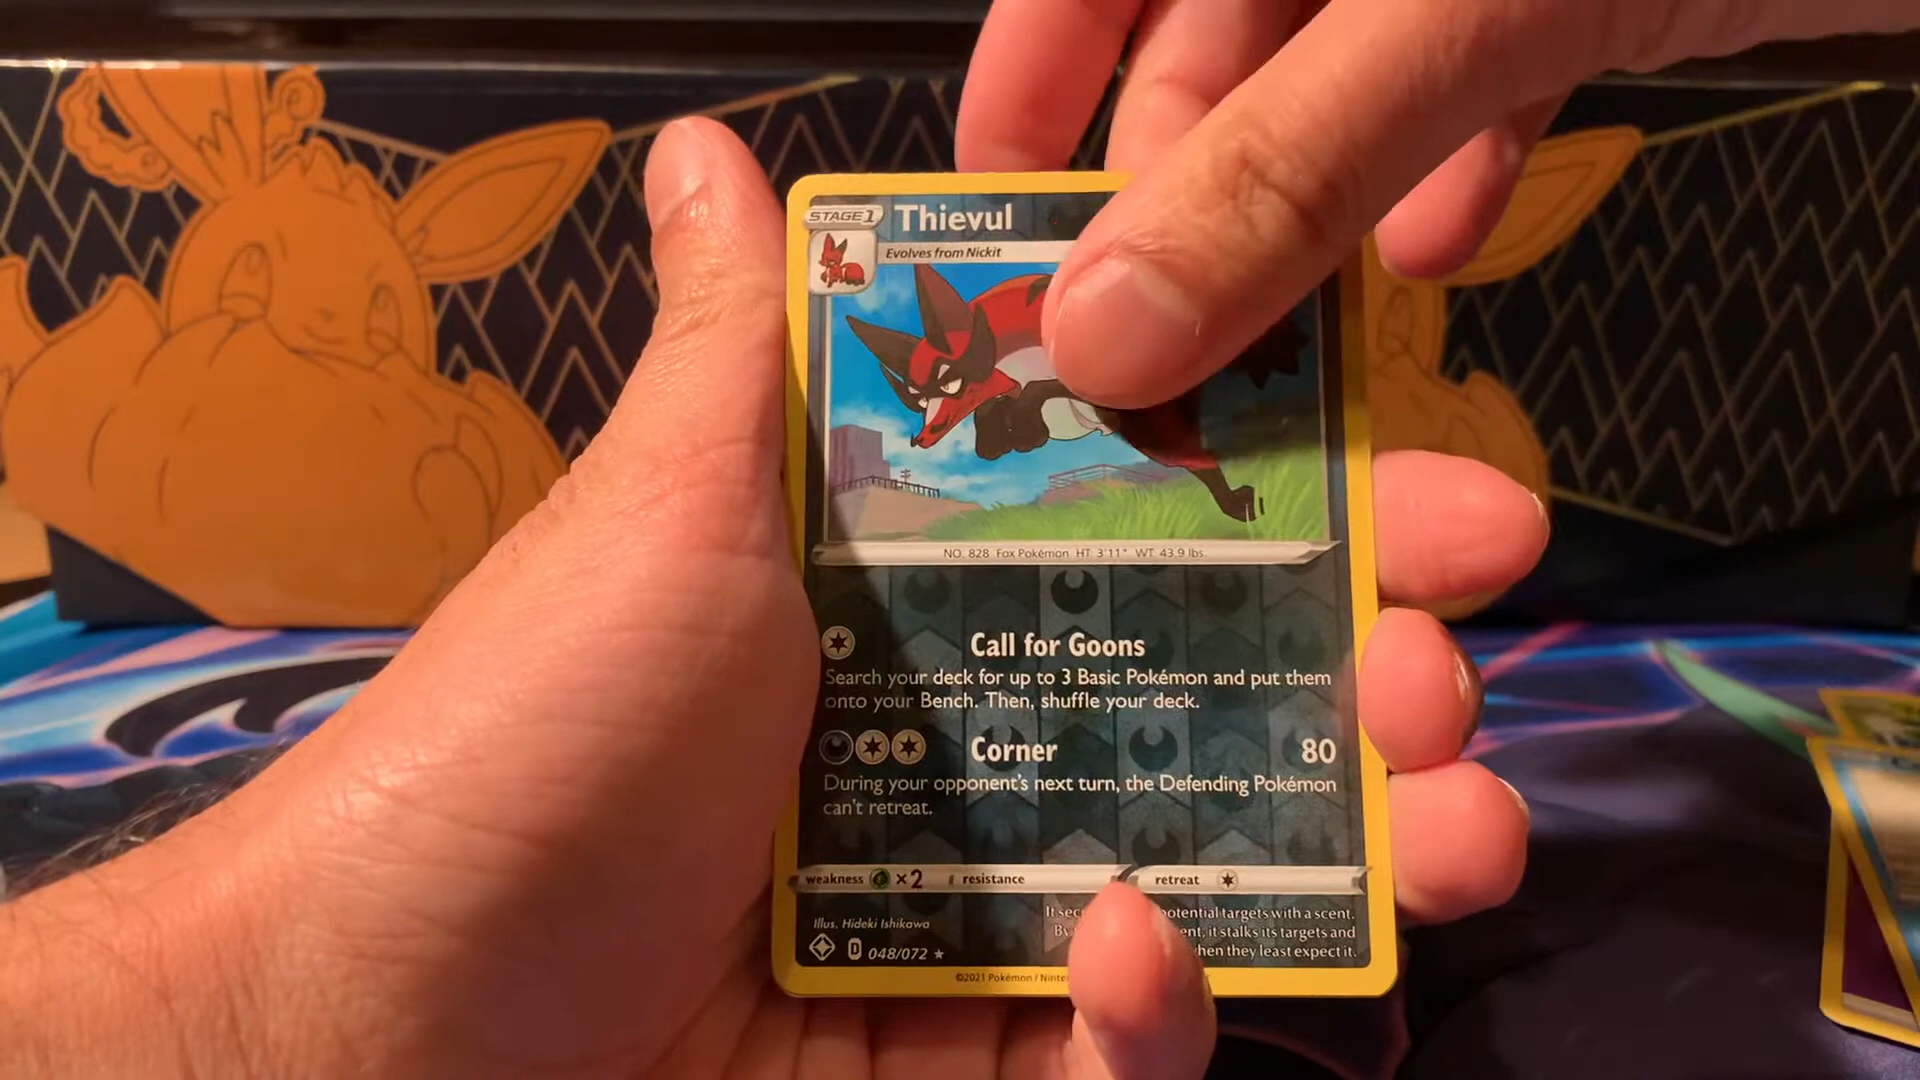 STAGE 1 Thievul
Evolves from Nickit
NO. 828 Fox Pokémon HT: 3'11" WT: 43.9 lbs.
Call for Goons
Search your deck for up to 3 Basic Pokémon and put them
onto your Bench. Then, shuffle your deck.
Corner 80
During your opponent's next turn, the Defending Pokémon
can't retreat.
weakness ×2 resistance retreat
Illus. Hideki Ishikawa
It potential targets with a scent.
it stalks its targets and
they least expect it.
D 048/072 ★
©2021 Pokémon /